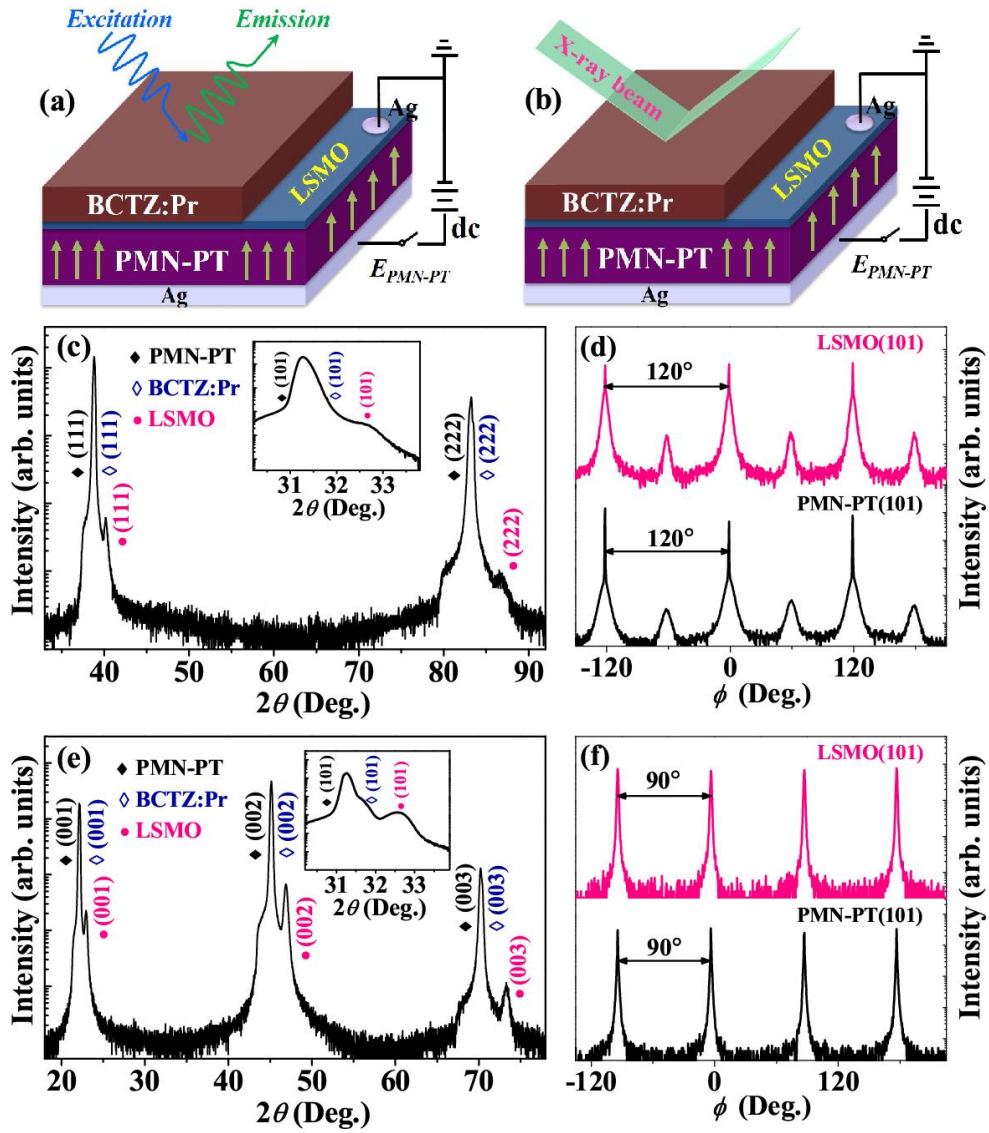 Excitation
Emission
(a)
Ag
LSMO
BCTZ:Pr
dc
PMN-PT
E_PMN-PT
Ag
(b)
X-ray beam
Ag
LSMO
BCTZ:Pr
dc
PMN-PT
E_PMN-PT
Ag
(c)
◆ PMN-PT
◇ BCTZ:Pr
● LSMO
◆ (111)
◇ (111)
● (111)
◆ (101)
◇ (101)
● (101)
31 32 33
2θ (Deg.)
◆ (222)
◇ (222)
● (222)
Intensity (arb. units)
40 50 60 70 80 90
2θ (Deg.)
(d)
LSMO(101)
120°
PMN-PT(101)
120°
Intensity (arb. units)
-120 0 120
ϕ (Deg.)
(e)
◆ PMN-PT
◇ BCTZ:Pr
● LSMO
◆ (001)
◇ (001)
● (001)
◆ (002)
◇ (002)
● (002)
◆ (101)
◇ (101)
● (101)
31 32 33
2θ (Deg.)
◆ (003)
◇ (003)
● (003)
Intensity (arb. units)
20 30 40 50 60 70
2θ (Deg.)
(f)
LSMO(101)
90°
PMN-PT(101)
90°
Intensity (arb. units)
-120 0 120
ϕ (Deg.)